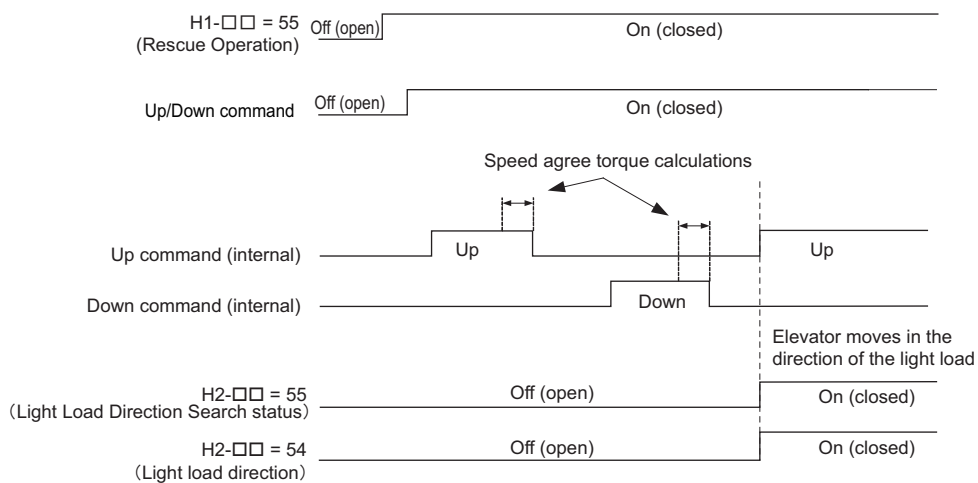 H1-□□ = 55
(Rescue Operation)
Off (open)
On (closed)
Up/Down command
Off (open)
On (closed)
Speed agree torque calculations
Up command (internal)
Up
Up
Down command (internal)
Down
Elevator moves in the
direction of the light load
H2-□□ = 55
（Light Load Direction Search status）
Off (open)
On (closed)
H2-□□ = 54
（Light load direction）
Off (open)
On (closed)